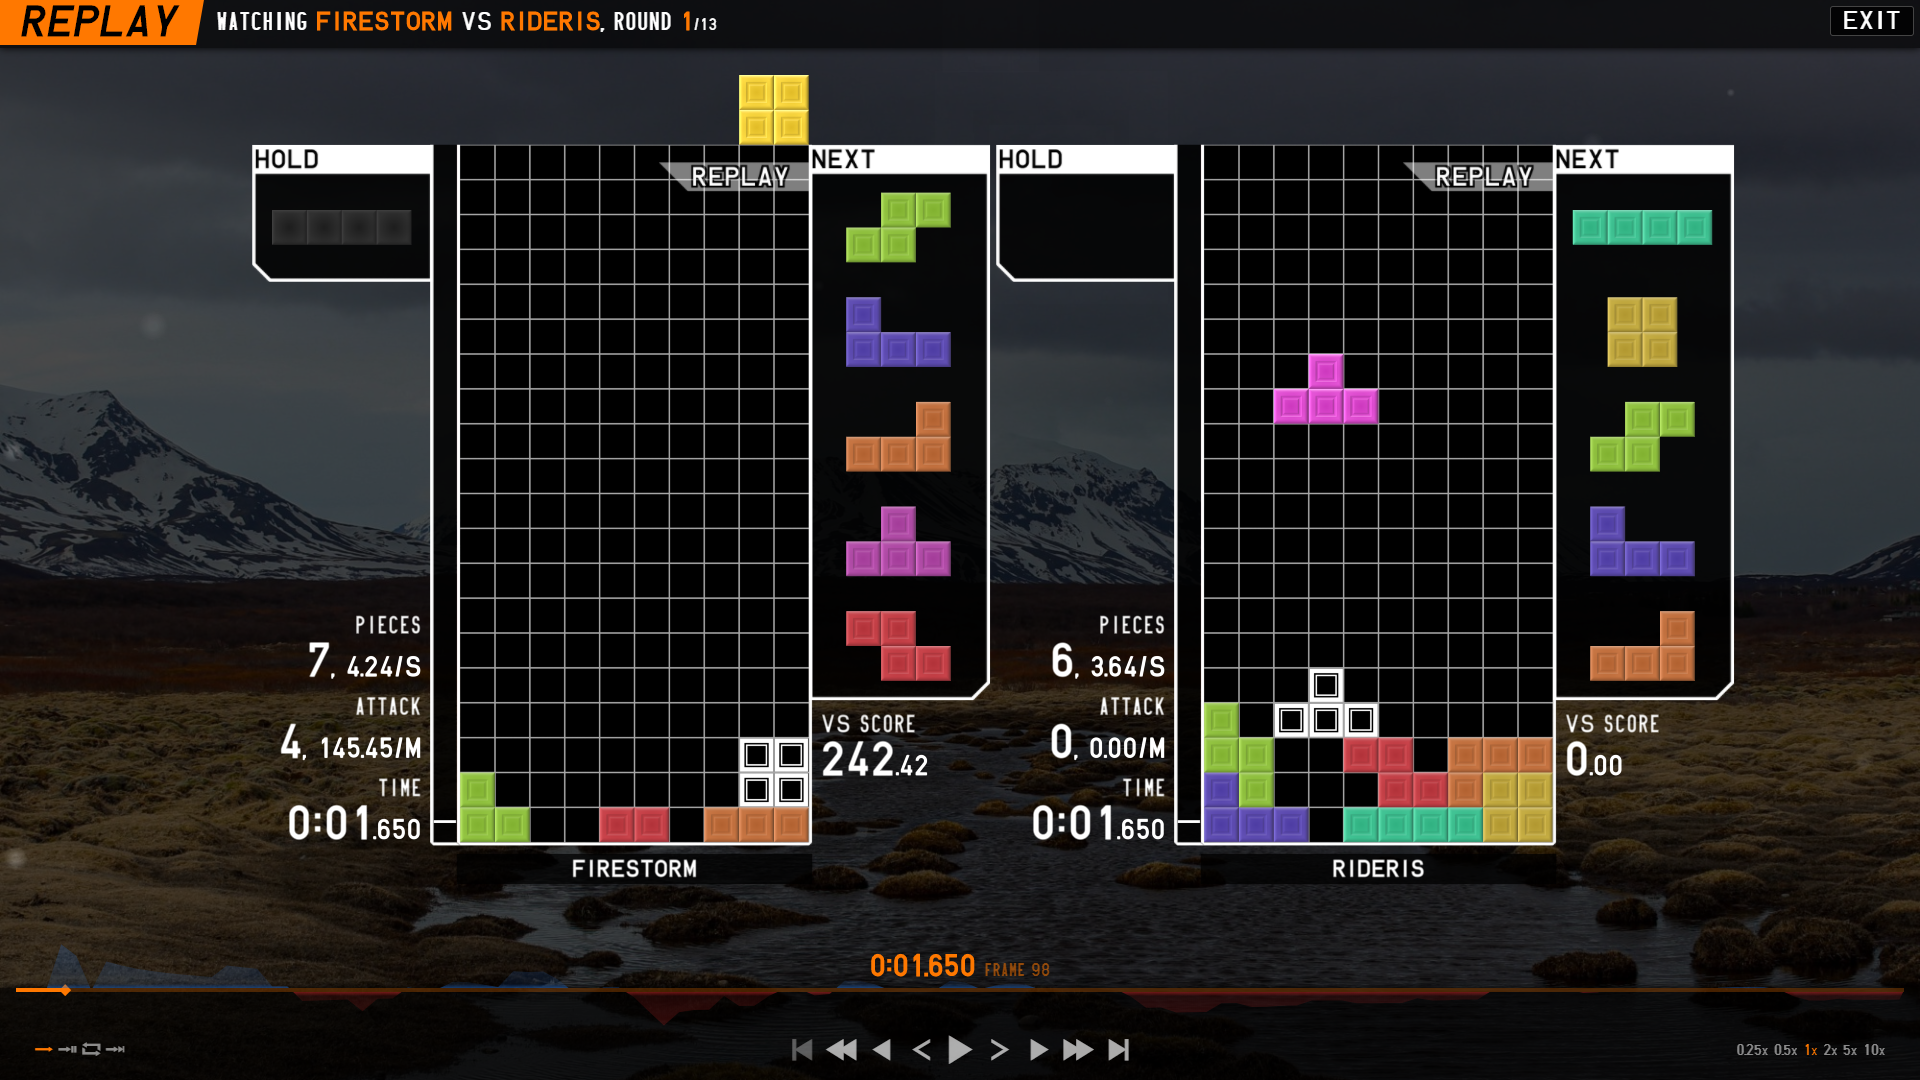 REPLAY
WATCHING FIRESTORM VS RIDERIS, ROUND 1/13
EXIT
HOLD
REPLAY
NEXT
PIECES
7, 4.24/S
ATTACK
4, 145.45/M
TIME
0:01.650
VS SCORE
242.42
FIRESTORM
HOLD
REPLAY
NEXT
PIECES
6, 3.64/S
ATTACK
0, 0.00/M
TIME
0:01.650
VS SCORE
0.00
RIDERIS
0:01.650 FRAME 98
0.25x 0.5x 1x 2x 5x 10x